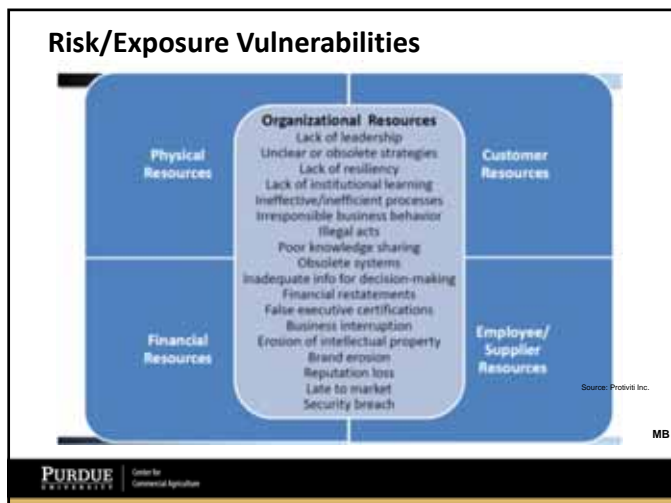 Risk/Exposure Vulnerabilities
Physical
Resources
Customer
Resources
Organizational Resources
Lack of leadership
Unclear or obsolete strategies
Lack of resiliency
Lack of institutional learning
Ineffective/inefficient processes
Irresponsible business behavior
Illegal acts
Poor knowledge sharing
Obsolete systems
Inadequate info for decision-making
Financial restatements
False executive certifications
Business interruption
Erosion of intellectual property
Brand erosion
Reputation loss
Late to market
Security breach
Financial
Resources
Employee/
Supplier
Resources
Source: Protiviti Inc.
MB
PURDUE
UNIVERSITY
Center for
Commercial Agriculture